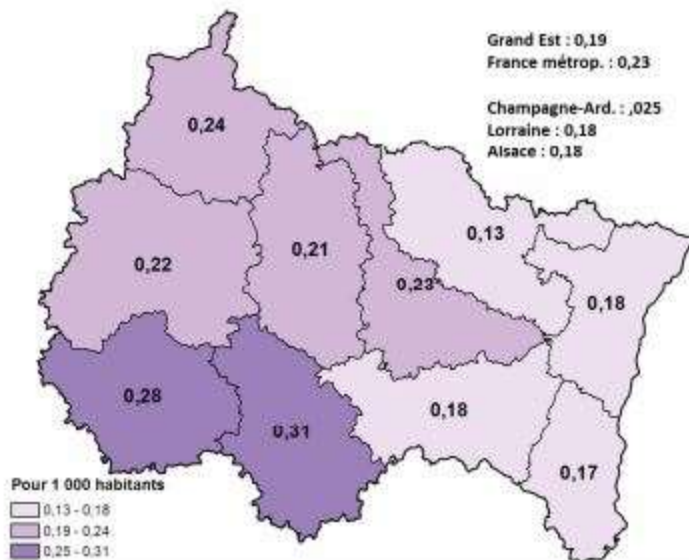 Grand Est : 0,19
France métrop. : 0,23
Champagne-Ard. : ,025
Lorraine : 0,18
Alsace : 0,18
0,24
0,13
0,21
0,22
0,23
0,18
0,28
0,18
0,31
0,17
Pour 1 000 habitants
0,13 - 0,18
0,19 - 0,24
0,25 - 0,31